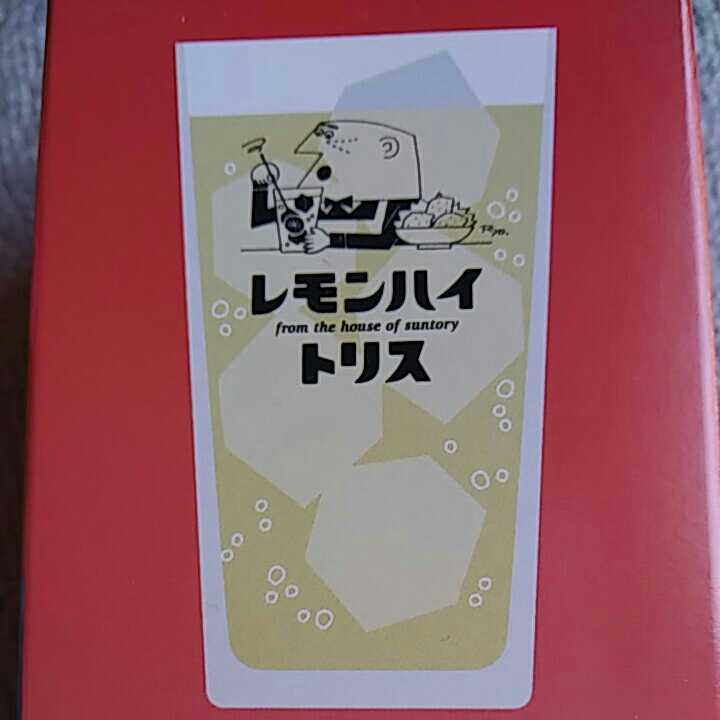 レモンハイ
from the house of suntory
トリス